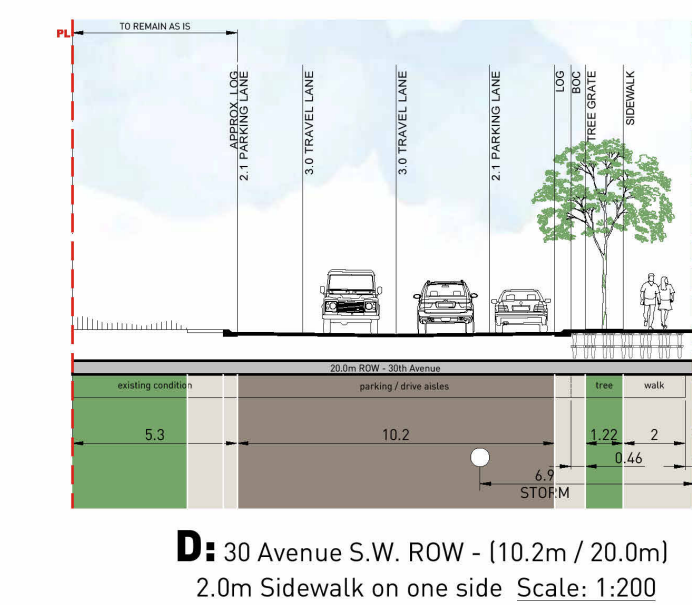 TO REMAIN AS IS
PL
APPROX. LOG
2.1 PARKING LANE
3.0 TRAVEL LANE
3.0 TRAVEL LANE
2.1 PARKING LANE
LOG
BOC
TREE GRATE
SIDEWALK
20.0m ROW - 30th Avenue
existing condition
parking / drive aisles
tree
walk
5.3
10.2
1.22
2
0.46
6.9
STORM
D: 30 Avenue S.W. ROW - (10.2m / 20.0m)
2.0m Sidewalk on one side Scale: 1:200